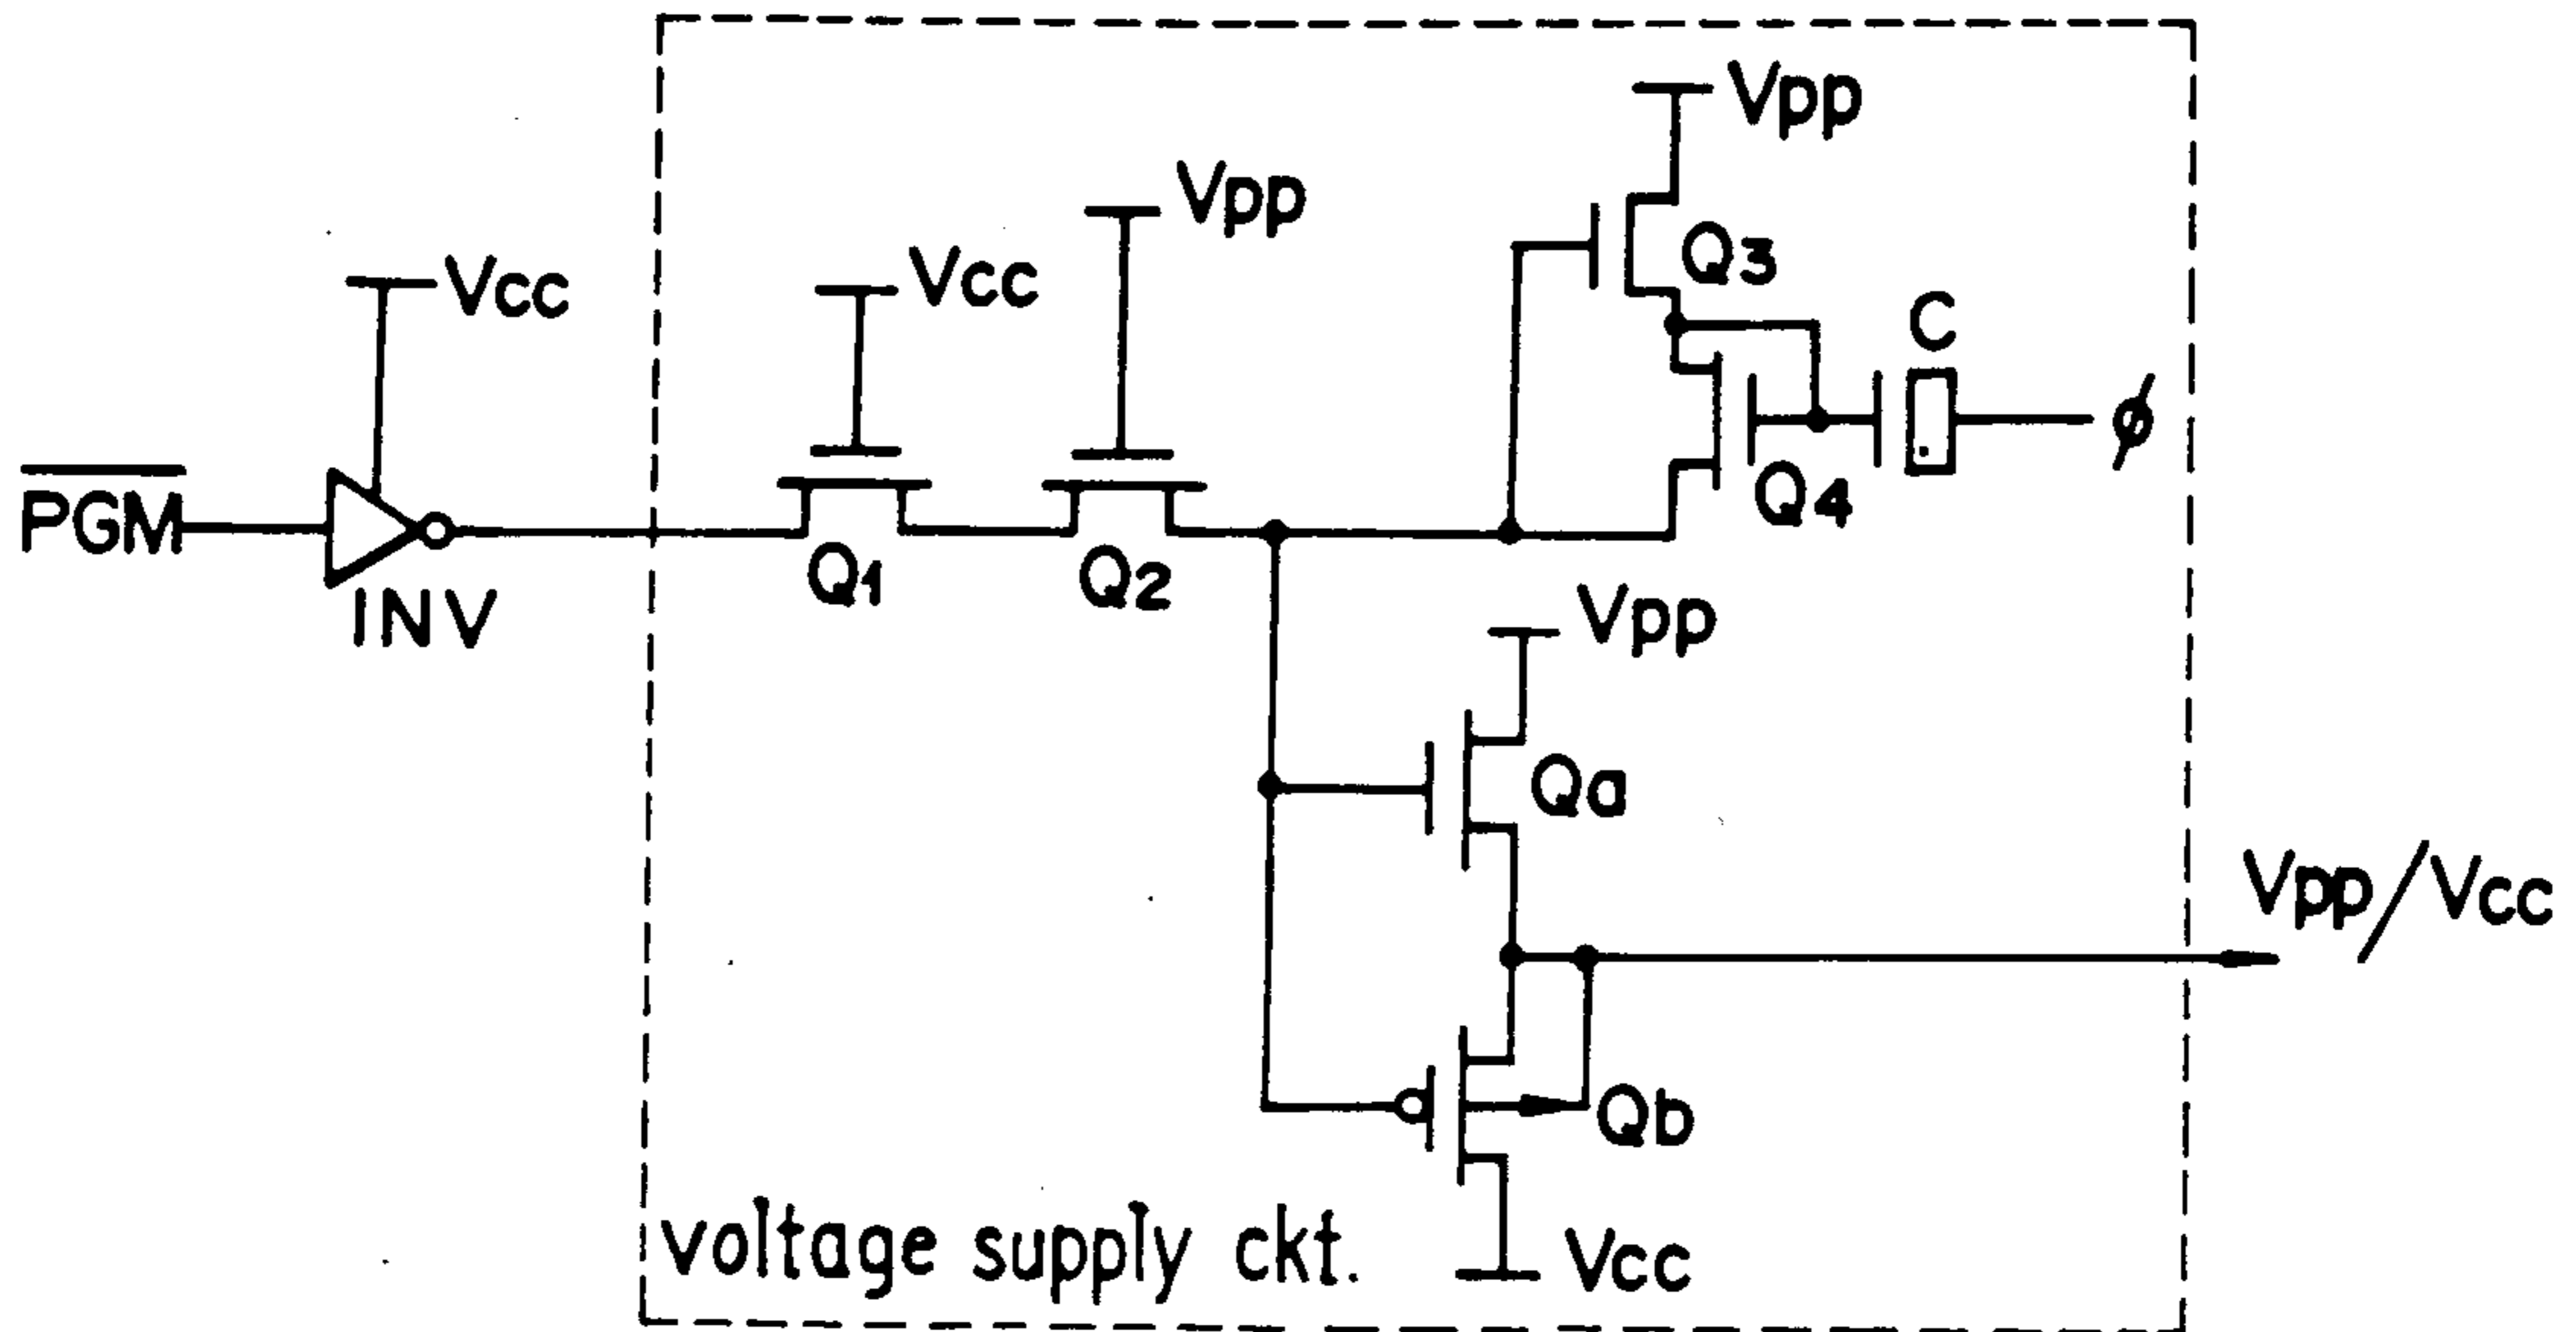 Vpp
Vpp
Vcc
Vcc
Q3
C
PGM
INV
Q1
Q2
Q4
ϕ
Vpp
Qa
Vpp/Vcc
Qb
voltage supply ckt.
Vcc